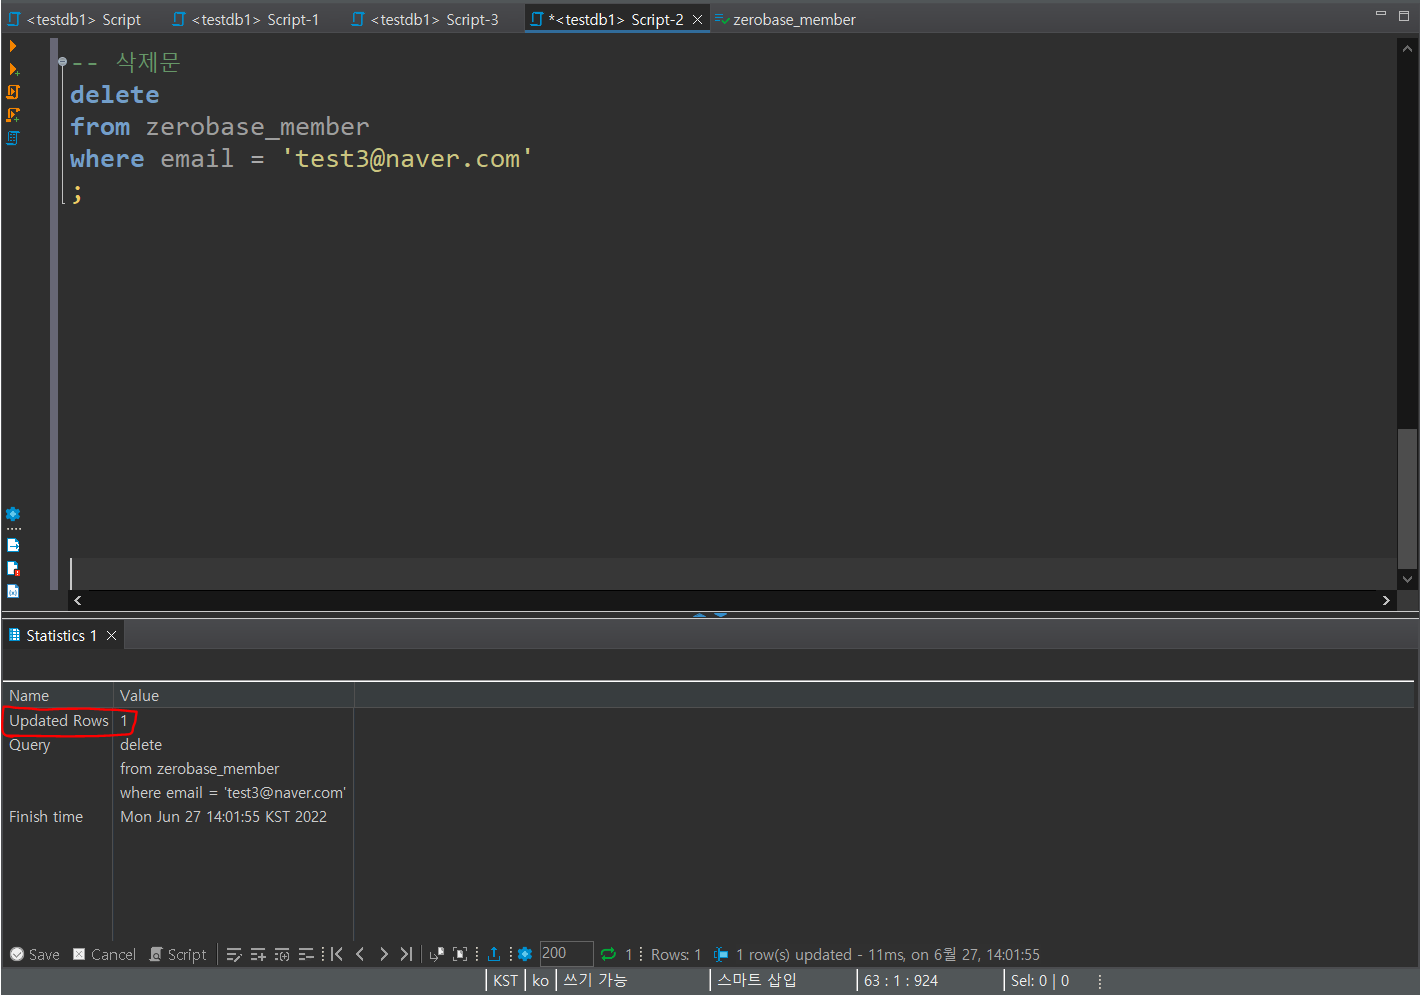 <testdb1> Script
<testdb1> Script-1
<testdb1> Script-3
*<testdb1> Script-2
zerobase_member
-- 삭제문
delete
from zerobase_member
where email = 'test3@naver.com'
;
Statistics 1
Name Value
Updated Rows 1
Query delete
from zerobase_member
where email = 'test3@naver.com'
Finish time Mon Jun 27 14:01:55 KST 2022
Save Cancel Script 200 1 Rows: 1 1 row(s) updated - 11ms, on 6월 27, 14:01:55
KST ko 쓰기 가능 스마트 삽입 63 : 1 : 924 Sel: 0 | 0